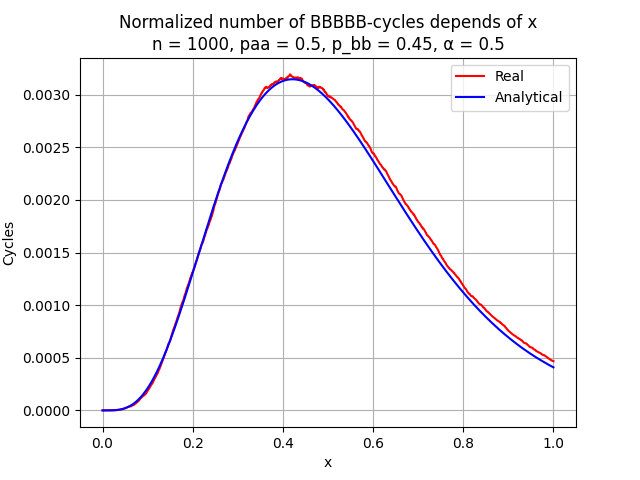 Normalized number of BBBBB-cycles depends of x
n = 1000, paa = 0.5, p_bb = 0.45, α = 0.5
Real
Analytical
Cycles
0.0030
0.0025
0.0020
0.0015
0.0010
0.0005
0.0000
0.0 0.2 0.4 0.6 0.8 1.0
x